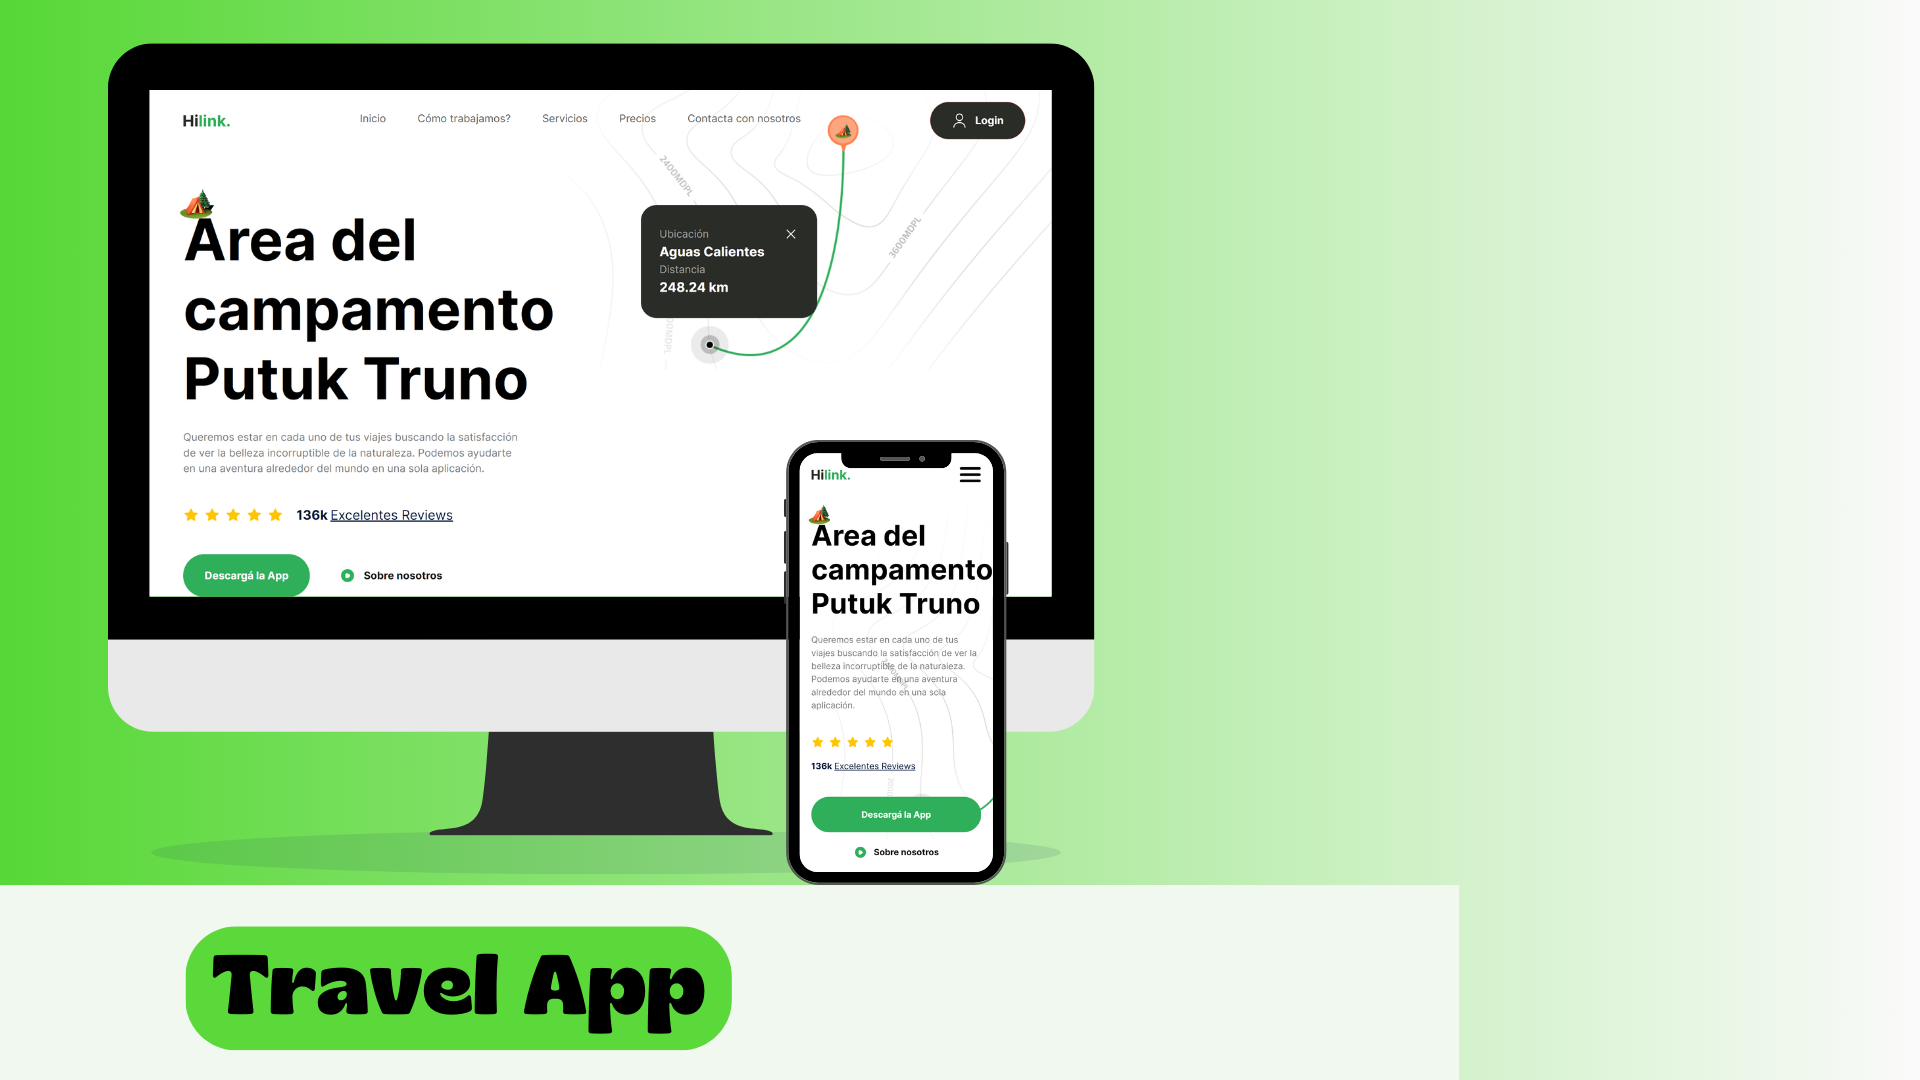 Hilink.
Inicio
Cómo trabajamos?
Servicios
Precios
Contacta con nosotros
Login
2400MDPL
3600MDPL
Ubicación
Aguas Calientes
Distancia
248.24 km
Área del
campamento
Putuk Truno
Queremos estar en cada uno de tus viajes buscando la satisfacción
de ver la belleza incorruptible de la naturaleza. Podemos ayudarte
en una aventura alrededor del mundo en una sola aplicación.
136k Excelentes Reviews
Descargá la App
Sobre nosotros
Hilink.
Área del
campamento
Putuk Truno
Queremos estar en cada uno de tus
viajes buscando la satisfacción de ver la
belleza incorruptible de la naturaleza.
Podemos ayudarte en una aventura
alrededor del mundo en una sola
aplicación.
136k Excelentes Reviews
Descargá la App
Sobre nosotros
Travel App